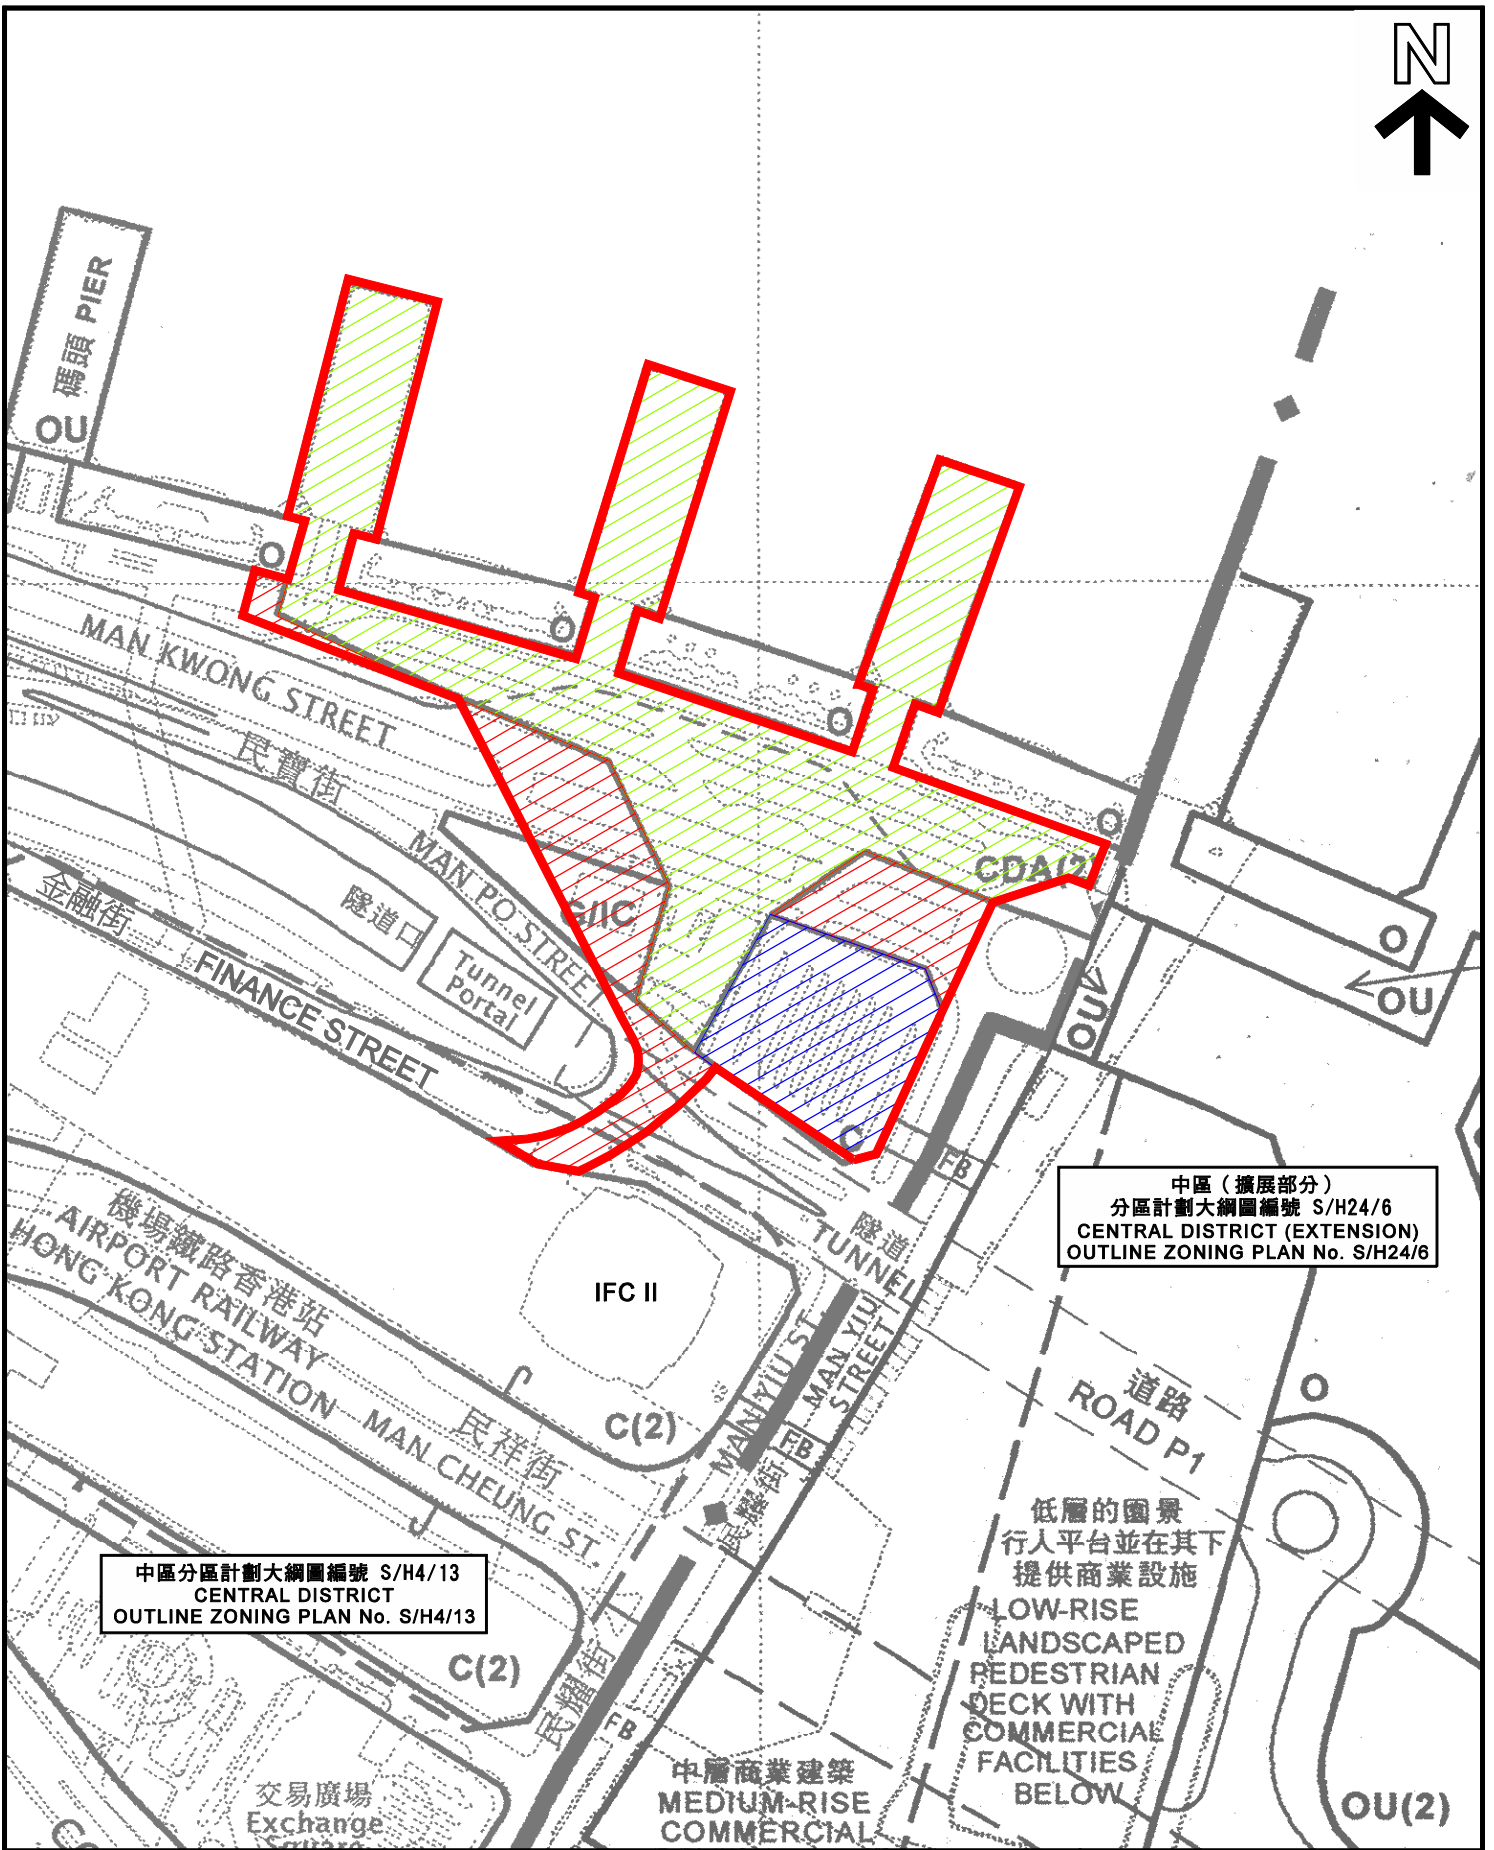 N
碼頭 PIER
OU
O
O
O
O
MAN KWONG STREET
民寶街
MAN PO STREET
CDA(2)
G/IC
隧道口
Tunnel
Portal
金融街
FINANCE STREET
O
OU
OU
C
FB
中區（擴展部分）
分區計劃大綱圖編號 S/H24/6
CENTRAL DISTRICT (EXTENSION)
OUTLINE ZONING PLAN No. S/H24/6
隧道
TUNNEL
機場鐵路香港站
AIRPORT RAILWAY
HONG KONG STATION
IFC II
MAN YIU ST.
MAN YIU
STREET
民祥街
MAN CHEUNG ST.
C(2)
FB
民耀街
道路
ROAD P1
O
低層的園景
行人平台並在其下
提供商業設施
LOW-RISE
LANDSCAPED
PEDESTRIAN
DECK WITH
COMMERCIAL
FACILITIES
BELOW
中區分區計劃大綱圖編號 S/H4/13
CENTRAL DISTRICT
OUTLINE ZONING PLAN No. S/H4/13
C(2)
民耀街
FB
交易廣場
Exchange
Square
中層商業建築
MEDIUM-RISE
COMMERCIAL
OU(2)